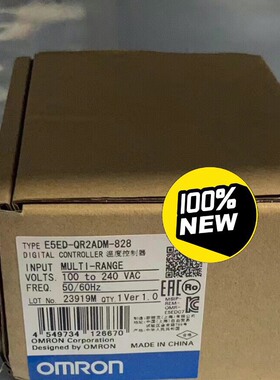 100%
NEW
TYPE E5ED-QR2ADM-828
DIGITAL CONTROLLER 温度控制器
INPUT MULTI-RANGE
VOLTS 100 to 240 VAC
FREQ. 50/60Hz
LOT No. 23919M QTY. 1 Ver 1.0
4 549734 126670
OMRON Corporation
Designed by OMRON
MADE IN CHINA
OMRON
EAC